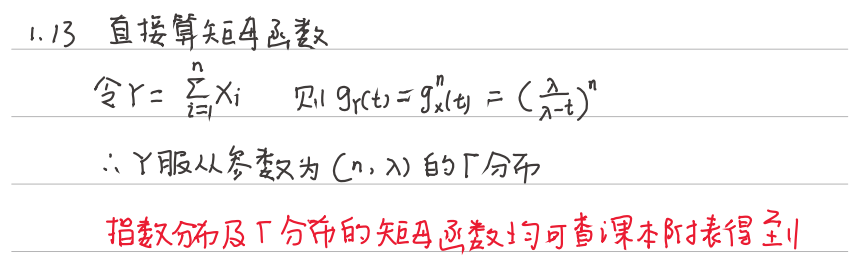 1.13 直接算矩母函数
令Y = \sum_{i=1}^{n} X_i 则 g_Y(t) = g_X^n(t) = (\frac{λ}{λ-t})^n
∴ Y服从参数为 (n, λ) 的Γ分布
指数分布及Γ分布的矩母函数均可查课本附表得到